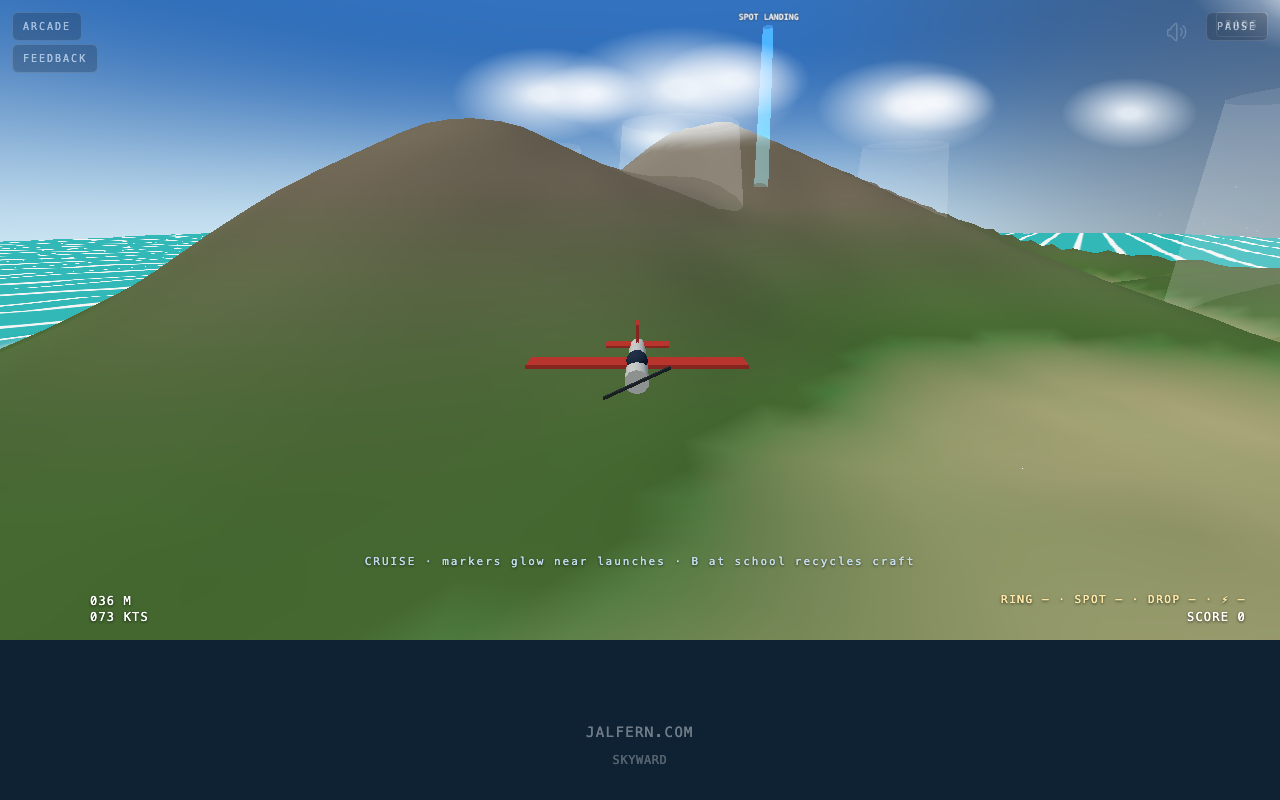 ARCADE
FEEDBACK
SPOT LANDING
PAUSE
CRUISE · markers glow near launches · B at school recycles craft
036 M
073 KTS
RING — · SPOT — · DROP — · ⚡ —
SCORE 0
JALFERN.COM
SKYWARD